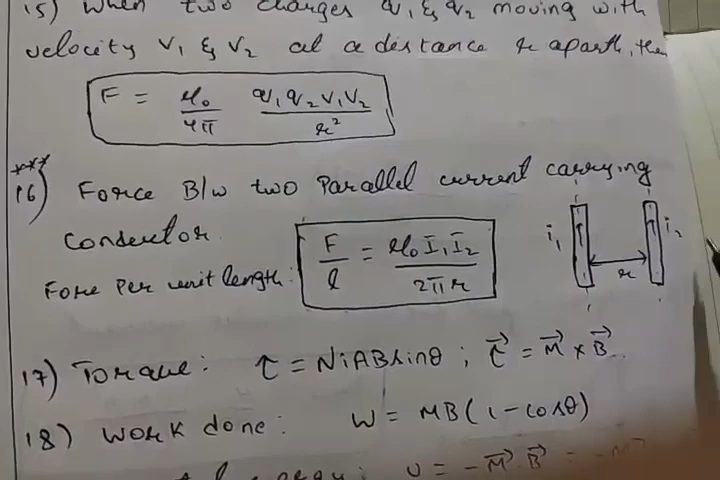 15) When two charges q₁ & q₂ moving with
velocity v₁ & v₂ at a distance r apart, then
F = μ₀/4π q₁q₂v₁v₂/r²
***
16) Force B/w two Parallel current carrying
conductor.
Force Per unit length: F/l = μ₀I₁I₂/2πr
i₁ r i₂
17) Torque: τ = NiABsinθ ; τ⃗ = M⃗ × B⃗
18) Work done: W = MB(1-cosθ)
U = -M⃗.B⃗ =